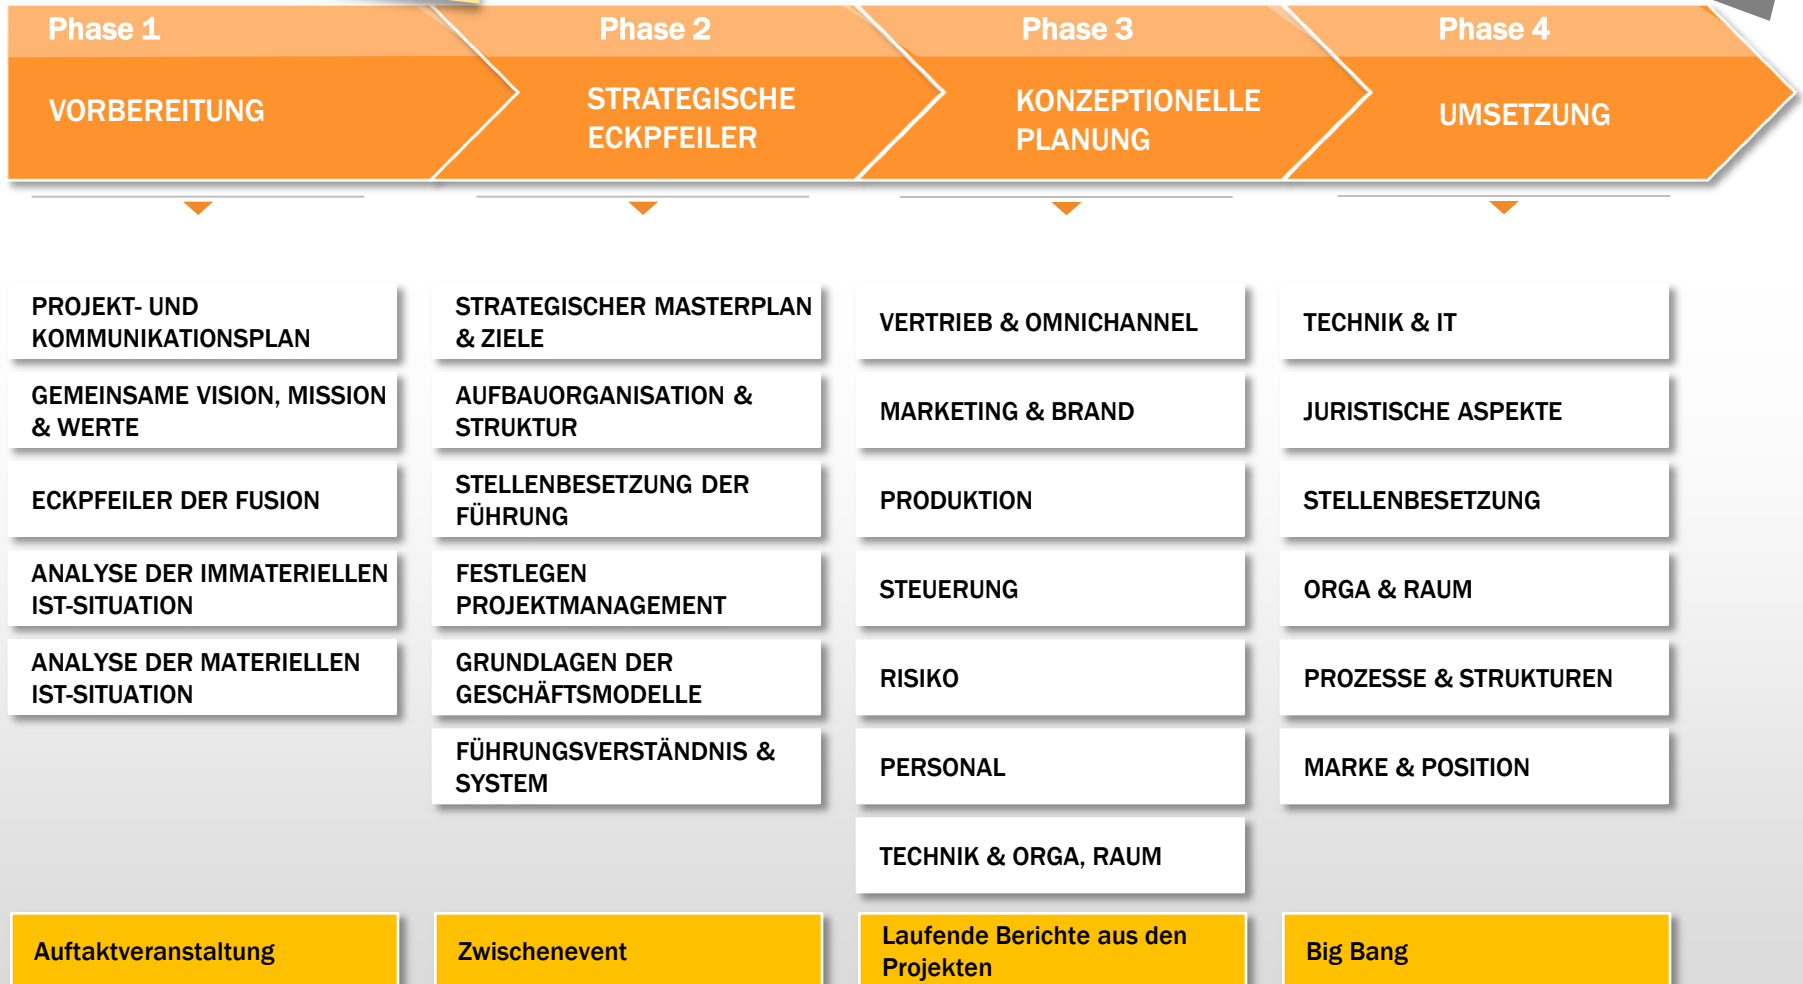 Phase 1
Phase 2
Phase 3
Phase 4
VORBEREITUNG
STRATEGISCHE
ECKPFEILER
KONZEPTIONELLE
PLANUNG
UMSETZUNG
PROJEKT- UND
KOMMUNIKATIONSPLAN
GEMEINSAME VISION, MISSION
& WERTE
ECKPFEILER DER FUSION
ANALYSE DER IMMATERIELLEN
IST-SITUATION
ANALYSE DER MATERIELLEN
IST-SITUATION
Auftaktveranstaltung
STRATEGISCHER MASTERPLAN
& ZIELE
AUFBAUORGANISATION &
STRUKTUR
STELLENBESETZUNG DER
FÜHRUNG
FESTLEGEN
PROJEKTMANAGEMENT
GRUNDLAGEN DER
GESCHÄFTSMODELLE
FÜHRUNGSVERSTÄNDNIS &
SYSTEM
Zwischenevent
VERTRIEB & OMNICHANNEL
MARKETING & BRAND
PRODUKTION
STEUERUNG
RISIKO
PERSONAL
TECHNIK & ORGA, RAUM
Laufende Berichte aus den
Projekten
TECHNIK & IT
JURISTISCHE ASPEKTE
STELLENBESETZUNG
ORGA & RAUM
PROZESSE & STRUKTUREN
MARKE & POSITION
Big Bang